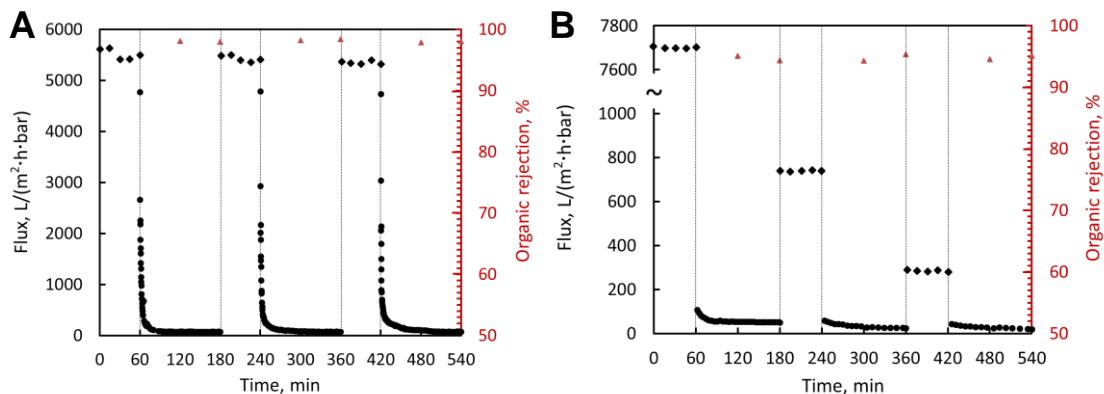 A
Flux, L/(m²·h·bar)
6000
5000
4000
3000
2000
1000
0
0 60 120 180 240 300 360 420 480 540
Time, min
100
90
80
70
60
50
Organic rejection, %
B
Flux, L/(m²·h·bar)
7800
7600
~
1000
800
600
400
200
0
0 60 120 180 240 300 360 420 480 540
Time, min
100
90
80
70
60
50
Organic rejection, %